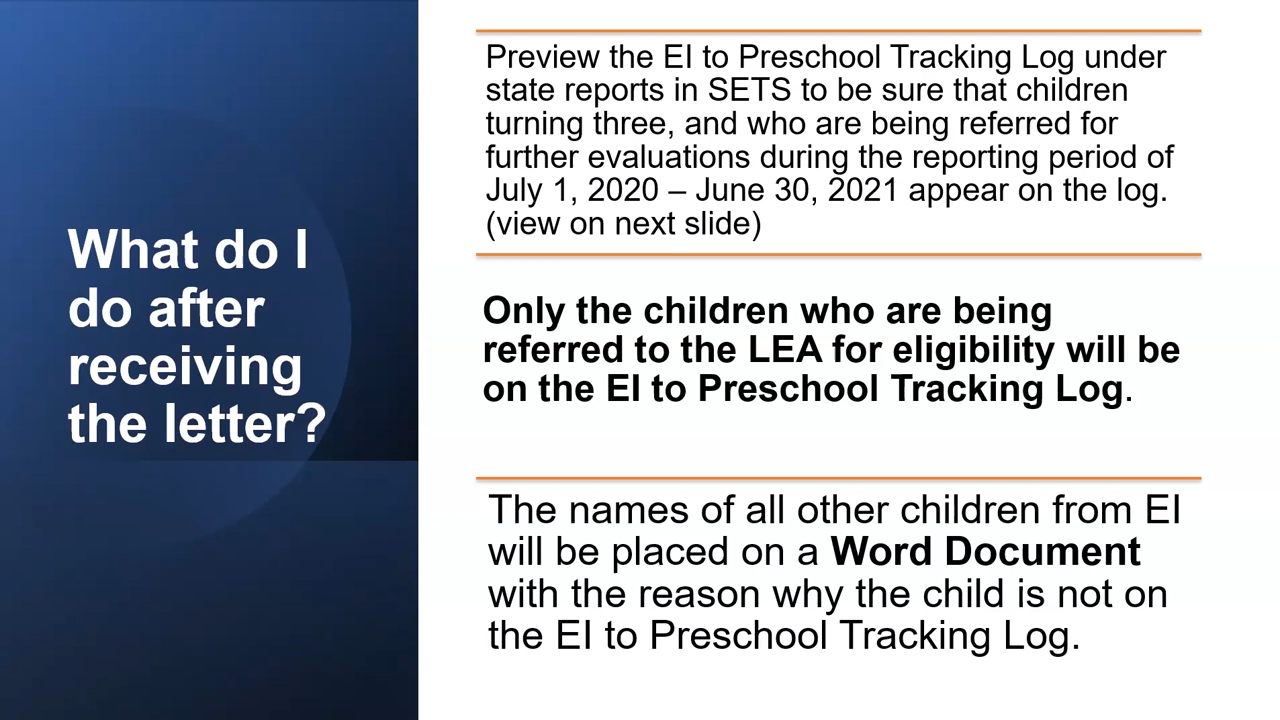 What do I
do after
receiving
the letter?
Preview the EI to Preschool Tracking Log under
state reports in SETS to be sure that children
turning three, and who are being referred for
further evaluations during the reporting period of
July 1, 2020 – June 30, 2021 appear on the log.
(view on next slide)
Only the children who are being
referred to the LEA for eligibility will be
on the EI to Preschool Tracking Log.
The names of all other children from EI
will be placed on a Word Document
with the reason why the child is not on
the EI to Preschool Tracking Log.